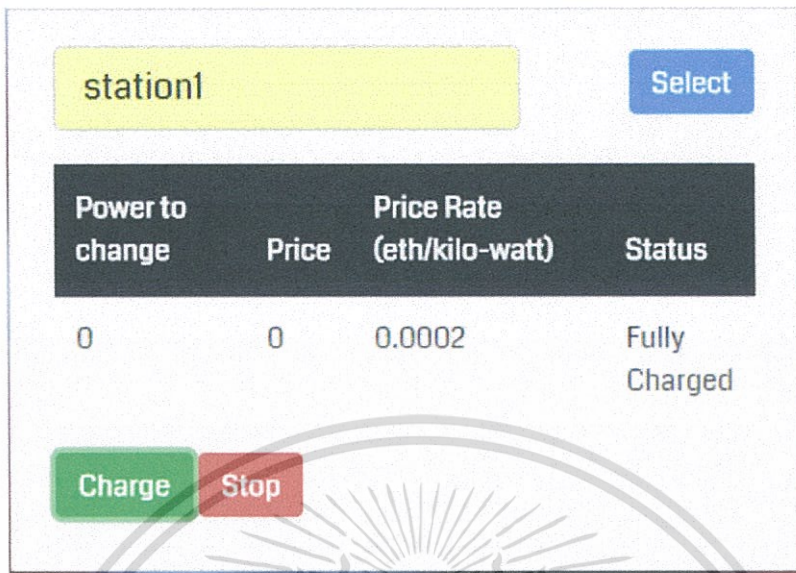 station1
Select
Power to change
Price
Price Rate (eth/kilo-watt)
Status
0
0
0.0002
Fully Charged
Charge
Stop